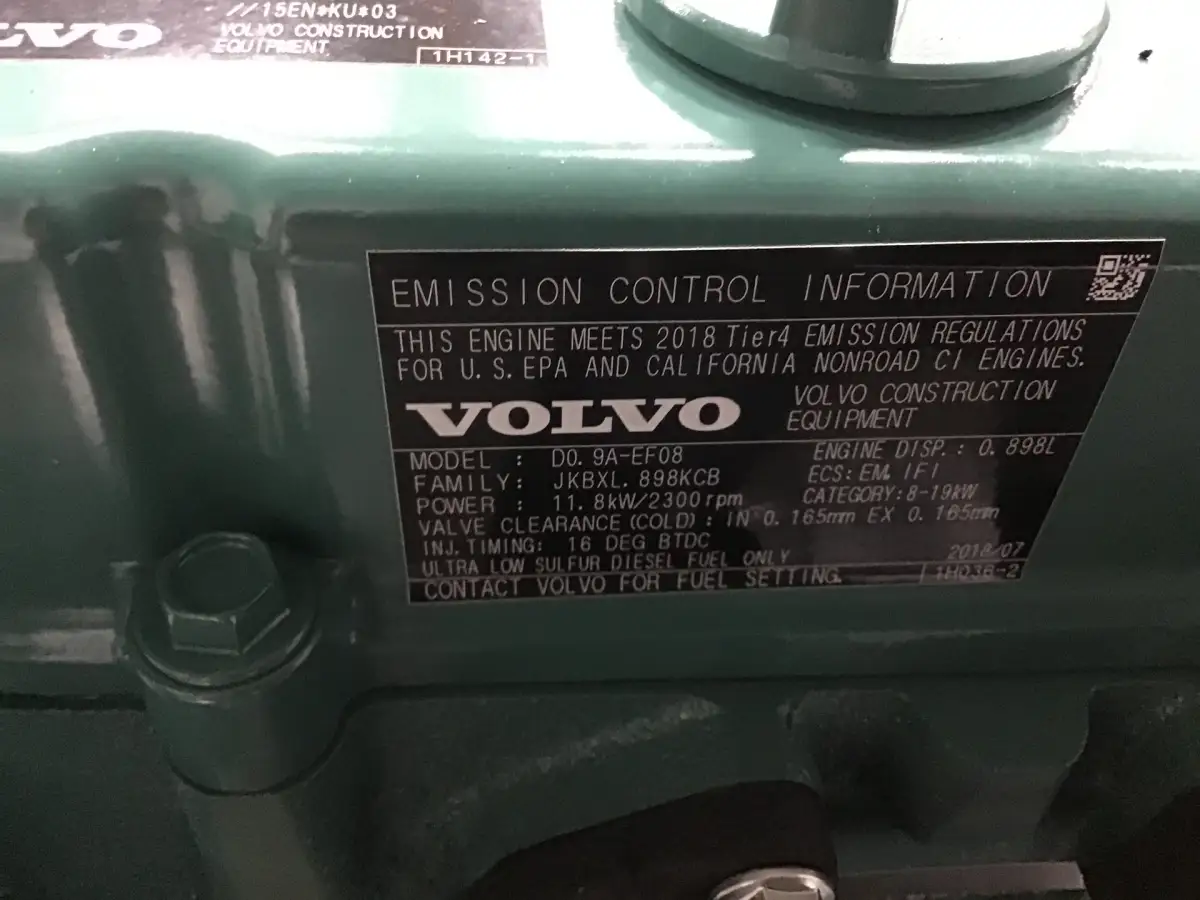 //15EN*KU*03
VOLVO CONSTRUCTION
EQUIPMENT
1H142-1
EMISSION CONTROL INFORMATION
THIS ENGINE MEETS 2018 Tier4 EMISSION REGULATIONS
FOR U.S.EPA AND CALIFORNIA NONROAD CI ENGINES.
VOLVO VOLVO CONSTRUCTION
EQUIPMENT
MODEL : D0.9A-EF08 ENGINE DISP.: 0.898L
FAMILY: JKBXL.898KCB ECS: EM, IFI
POWER : 11.8kW/2300rpm CATEGORY:8-19kW
VALVE CLEARANCE(COLD): IN 0.165mm EX 0.165mm
INJ.TIMING: 16 DEG BTDC
ULTRA LOW SULFUR DIESEL FUEL ONLY 2018/07
CONTACT VOLVO FOR FUEL SETTING. 1H036-2